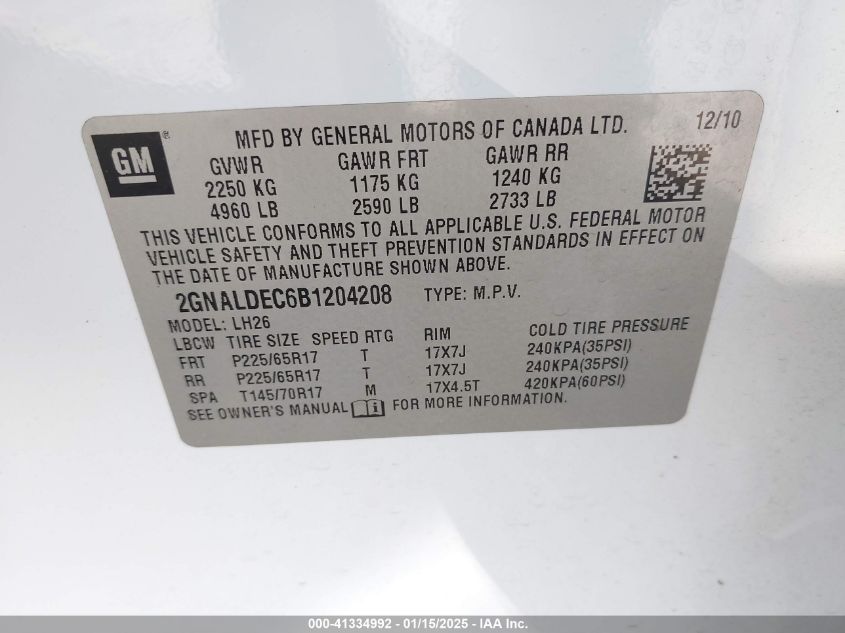 GM ® MFD BY GENERAL MOTORS OF CANADA LTD. 12/10
GVWR GAWR FRT GAWR RR
2250 KG 1175 KG 1240 KG
4960 LB 2590 LB 2733 LB
THIS VEHICLE CONFORMS TO ALL APPLICABLE U.S. FEDERAL MOTOR
VEHICLE SAFETY AND THEFT PREVENTION STANDARDS IN EFFECT ON
THE DATE OF MANUFACTURE SHOWN ABOVE.
2GNALDEC6B1204208 TYPE: M.P.V.
MODEL: LH26
LBCW TIRE SIZE SPEED RTG RIM COLD TIRE PRESSURE
FRT P225/65R17 T 17X7J 240KPA(35PSI)
RR P225/65R17 T 17X7J 240KPA(35PSI)
SPA T145/70R17 M 17X4.5T 420KPA(60PSI)
SEE OWNER'S MANUAL i FOR MORE INFORMATION.
000-41334992 - 01/15/2025 - IAA Inc.